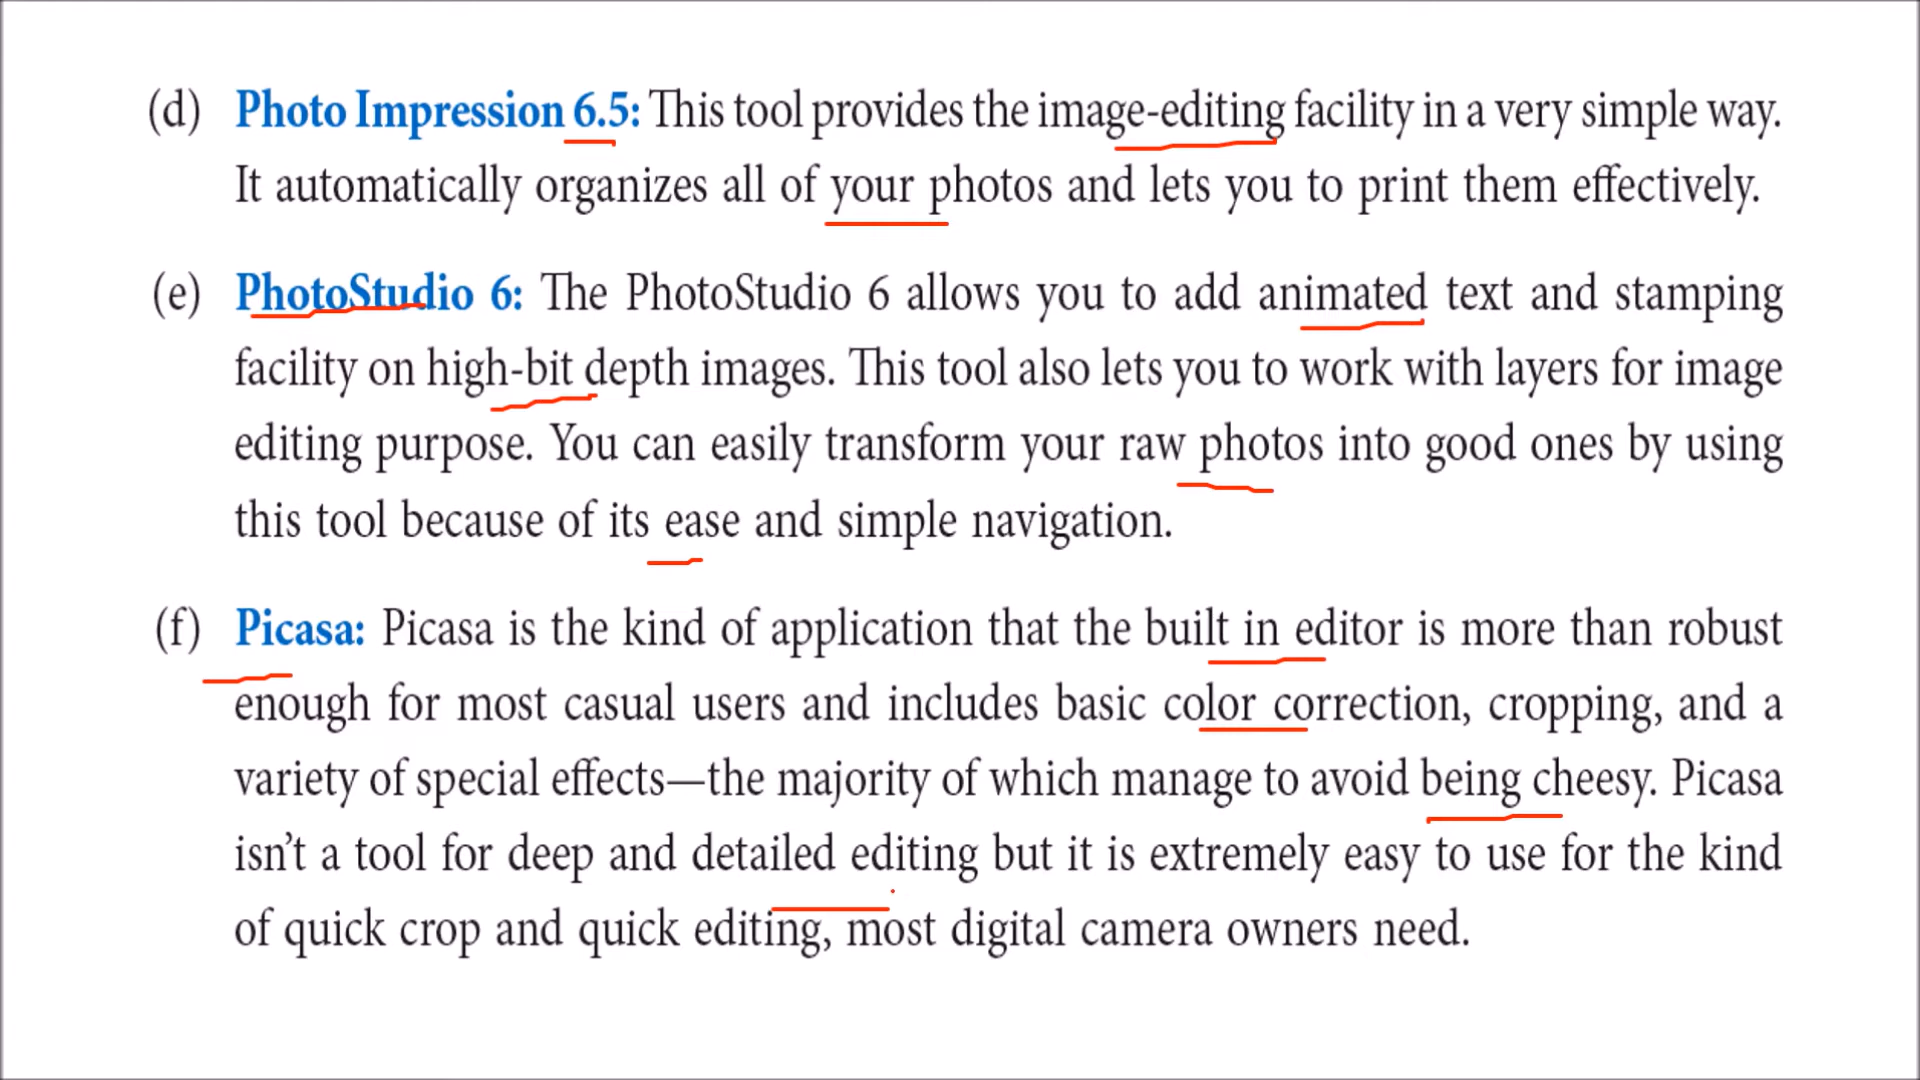 (d) Photo Impression 6.5: This tool provides the image-editing facility in a very simple way.
It automatically organizes all of your photos and lets you to print them effectively.
(e) PhotoStudio 6: The PhotoStudio 6 allows you to add animated text and stamping
facility on high-bit depth images. This tool also lets you to work with layers for image
editing purpose. You can easily transform your raw photos into good ones by using
this tool because of its ease and simple navigation.
(f) Picasa: Picasa is the kind of application that the built in editor is more than robust
enough for most casual users and includes basic color correction, cropping, and a
variety of special effects—the majority of which manage to avoid being cheesy. Picasa
isn’t a tool for deep and detailed editing but it is extremely easy to use for the kind
of quick crop and quick editing, most digital camera owners need.